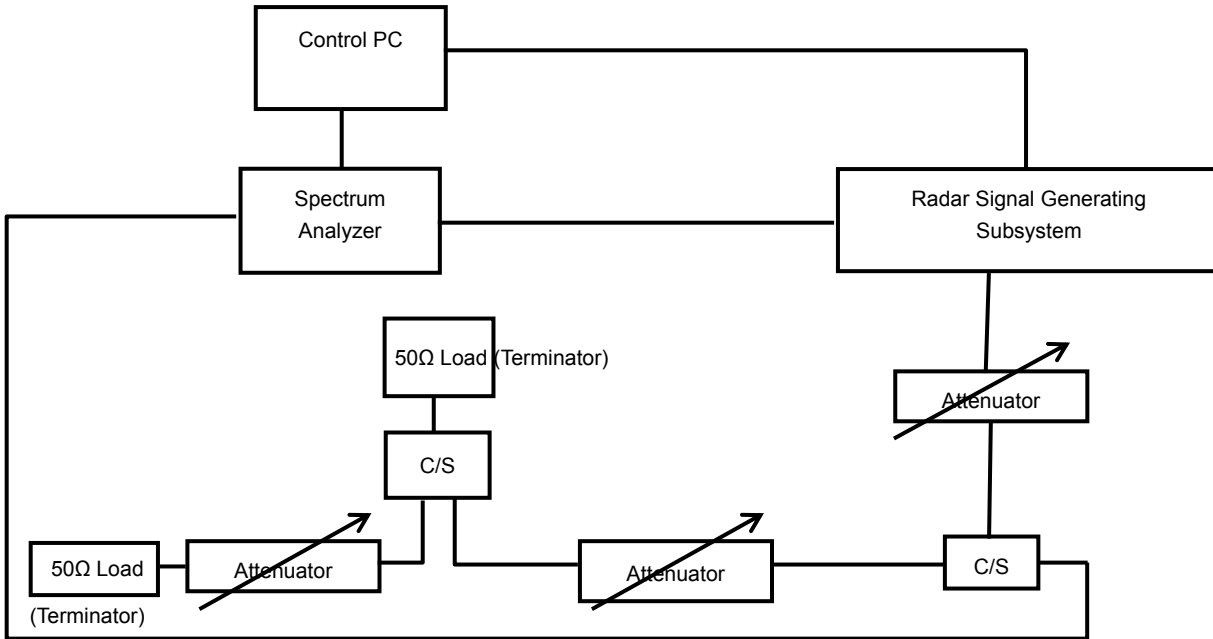 Control PC
Spectrum
Analyzer
Radar Signal Generating
Subsystem
50Ω Load (Terminator)
Attenuator
C/S
50Ω Load
(Terminator)
Attenuator
Attenuator
C/S